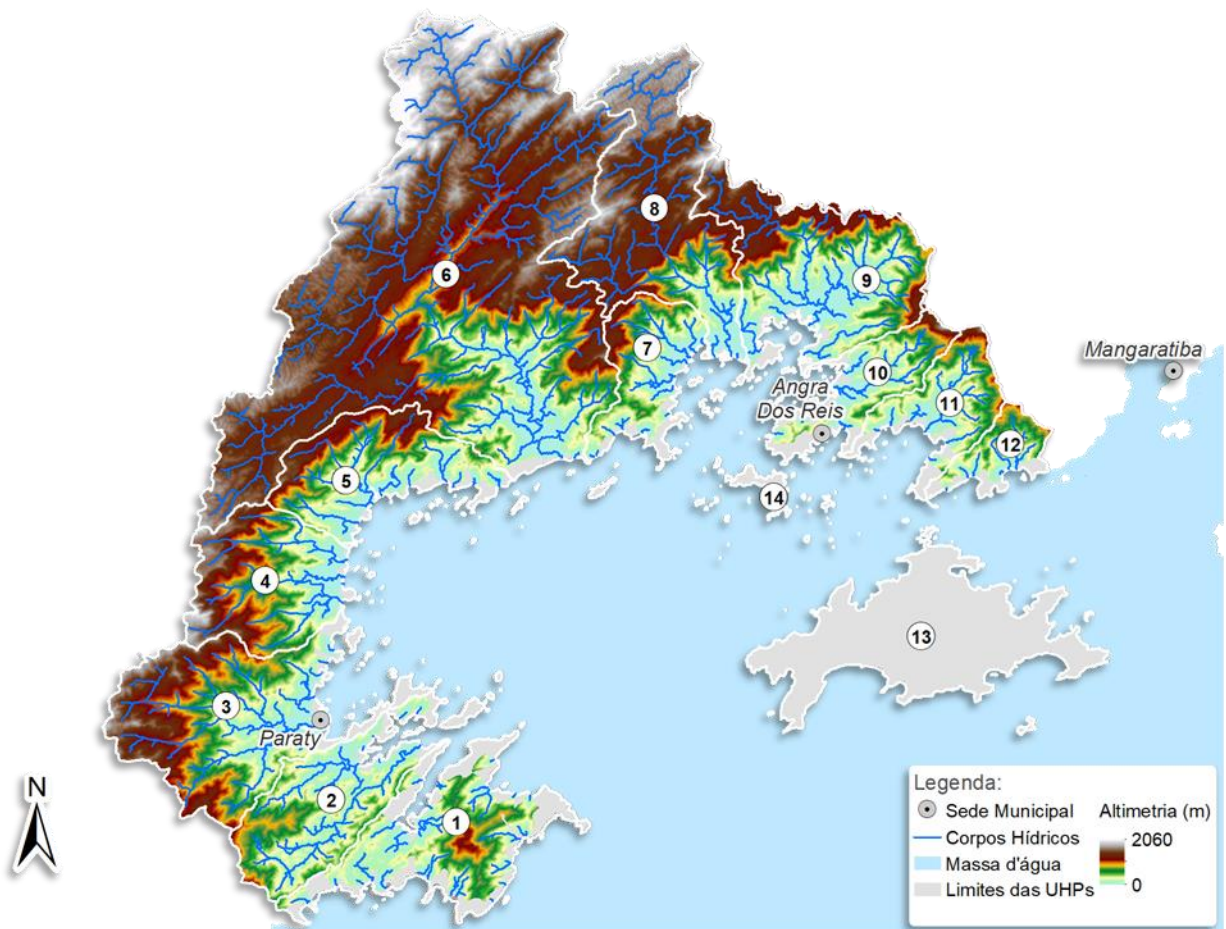 8
6
9
7
Mangaratiba
10
Angra
Dos Reis
11
12
5
14
4
13
3
Paraty
N
2
1
Legenda:
Sede Municipal
Corpos Hídricos
Massa d'água
Limites das UHPs
Altimetria (m)
2060
0